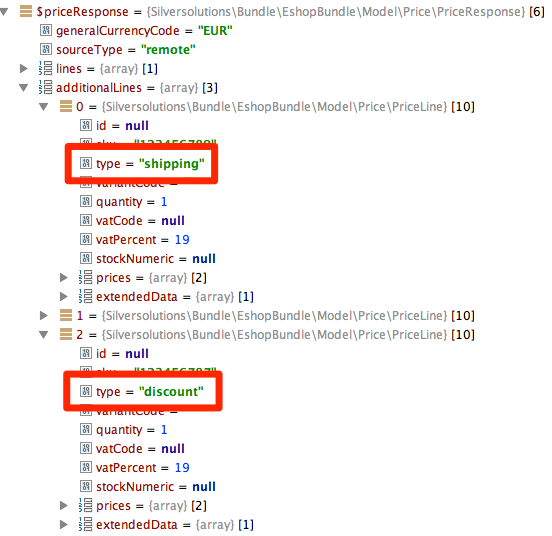 $priceResponse = {Silversolutions\Bundle\EshopBundle\Model\Price\PriceResponse} [6]
generalCurrencyCode = "EUR"
sourceType = "remote"
lines = {array} [1]
additionalLines = {array} [3]
0 = {Silversolutions\Bundle\EshopBundle\Model\Price\PriceLine} [10]
id = null
type = "shipping"
variantCode =
quantity = 1
vatCode = null
vatPercent = 19
stockNumeric = null
prices = {array} [2]
extendedData = {array} [1]
1 = {Silversolutions\Bundle\EshopBundle\Model\Price\PriceLine} [10]
2 = {Silversolutions\Bundle\EshopBundle\Model\Price\PriceLine} [10]
id = null
type = "discount"
variantCode =
quantity = 1
vatCode = null
vatPercent = 19
stockNumeric = null
prices = {array} [2]
extendedData = {array} [1]